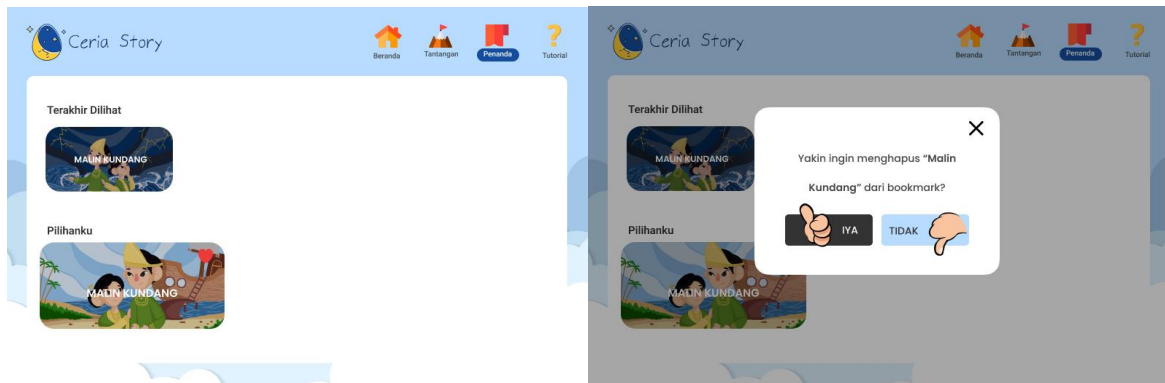 Ceria Story
Beranda
Tantangan
Penanda
Tutorial
Terakhir Dilihat
MALIN KUNDANG
Pilihanku
MALIN KUNDANG
Ceria Story
Beranda
Tantangan
Penanda
Tutorial
Terakhir Dilihat
MALIN KUNDANG
Yakin ingin menghapus “Malin
Kundang” dari bookmark?
IYA
TIDAK
Pilihanku
MALIN KUNDANG